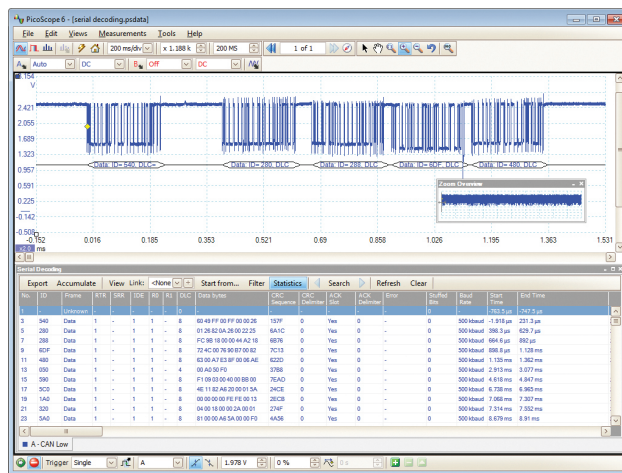 PicoScope 6 - [serial decoding.psdata]
File Edit Views Measurements Tools Help
200 ms/div x 1.188 k 200 MS 1 of 1
A Auto DC B Off DC
2.154
V
2.421
2.055
1.689
1.323
0.957
0.591
0.225
-0.142
-0.508
Data: ID= 540, DLC= Data: ID= 280, DLC Data: ID= 288, DLC Data: ID= 6DF, DLC Data: ID= 480, DLC
Zoom Overview
-0.152 0.016 0.185 0.353 0.521 0.69 0.858 1.026 1.195 1.363 1.531
x2.0 ms
Serial Decoding
Export Accumulate View Link: <None> Start from... Filter Statistics Search Refresh Clear
No. ID Frame RTR SRR IDE R0 R1 DLC Data bytes CRC Sequence CRC Delimiter ACK Slot ACK Delimiter Error Stuffed Bits Baud Rate Start Time End Time
1 - Unknown - - - - - 0 - - - - - - 0 - -763.5 µs -747.5 µs
3 540 Data 1 - 1 1 - 8 60 49 FF 00 FF 00 00 26 157F 0 Yes 0 - 0 500 kbaud -1.918 µs 231.3 µs
5 280 Data 1 - 1 1 - 8 01 26 82 0A 26 00 22 25 6A1C 0 Yes 0 - 0 500 kbaud 398.3 µs 629.7 µs
7 288 Data 1 - 1 1 - 8 FC 9B 18 00 00 44 A2 18 6B76 0 Yes 0 - 0 500 kbaud 664.6 µs 892 µs
9 6DF Data 1 - 1 1 - 8 72 4C 00 76 90 B7 00 82 7C13 0 Yes 0 - 0 500 kbaud 898.8 µs 1.128 ms
11 480 Data 1 - 1 1 - 8 63 00 A7 E3 8F 00 06 AE 622D 0 Yes 0 - 0 500 kbaud 1.135 ms 1.362 ms
13 050 Data 1 - 1 1 - 4 00 A0 50 F0 37B8 0 Yes 0 - 0 500 kbaud 2.913 ms 3.077 ms
15 590 Data 1 - 1 1 - 8 F1 09 03 00 40 00 BB 00 7EAD 0 Yes 0 - 0 500 kbaud 4.618 ms 4.847 ms
17 5C0 Data 1 - 1 1 - 8 4E 11 82 A6 20 00 01 5A 24CE 0 Yes 0 - 0 500 kbaud 6.738 ms 6.965 ms
19 1A0 Data 1 - 1 1 - 8 00 00 00 00 FE FE 00 13 2ECB 0 Yes 0 - 0 500 kbaud 7.068 ms 7.307 ms
21 320 Data 1 - 1 1 - 8 04 00 18 00 00 2A 00 01 274F 0 Yes 0 - 0 500 kbaud 7.314 ms 7.552 ms
23 5A0 Data 1 - 1 1 - 8 81 00 00 A6 5A 00 00 F0 4A56 0 Yes 0 - 0 500 kbaud 8.679 ms 8.91 ms
A - CAN Low
Trigger Single A 1.978 V 0 % 0 s